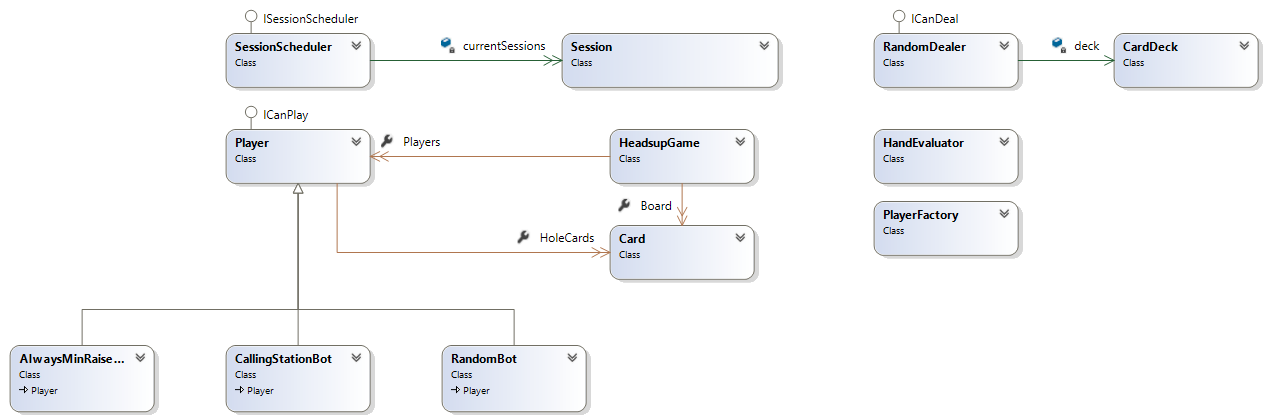 ISessionScheduler
SessionScheduler
Class
currentSessions
Session
Class
ICanDeal
RandomDealer
Class
deck
CardDeck
Class
ICanPlay
Player
Class
Players
HeadsupGame
Class
HandEvaluator
Class
Board
HoleCards
Card
Class
PlayerFactory
Class
AlwaysMinRaise...
Class
Player
CallingStationBot
Class
Player
RandomBot
Class
Player